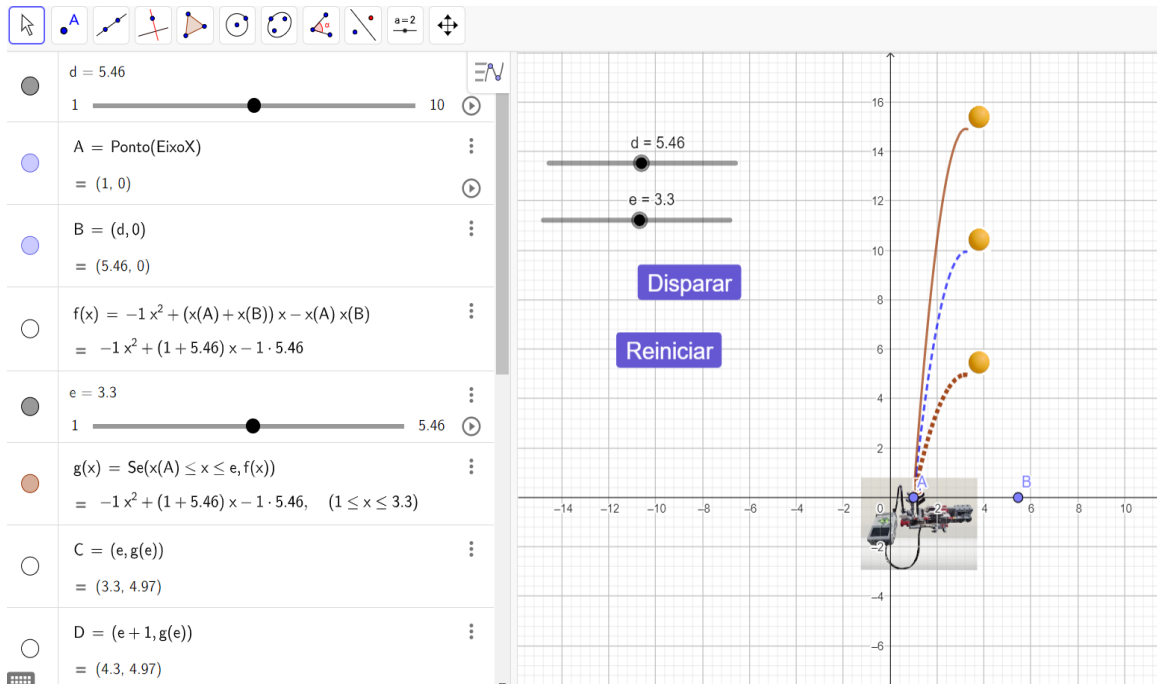 A
α
a = 2
d = 5.46
1
10
A = Ponto(EixoX)
= (1, 0)
B = (d, 0)
= (5.46, 0)
f(x) = −1 x² + (x(A) + x(B)) x − x(A) x(B)
= −1 x² + (1 + 5.46) x − 1 · 5.46
e = 3.3
1
5.46
g(x) = Se(x(A) ≤ x ≤ e, f(x))
= −1 x² + (1 + 5.46) x − 1 · 5.46, (1 ≤ x ≤ 3.3)
C = (e, g(e))
= (3.3, 4.97)
D = (e + 1, g(e))
= (4.3, 4.97)
d = 5.46
e = 3.3
Disparar
Reiniciar
16
14
12
10
8
6
4
2
A
B
−14
−12
−10
−8
−6
−4
−2
0
2
4
6
8
10
−2
−4
−6